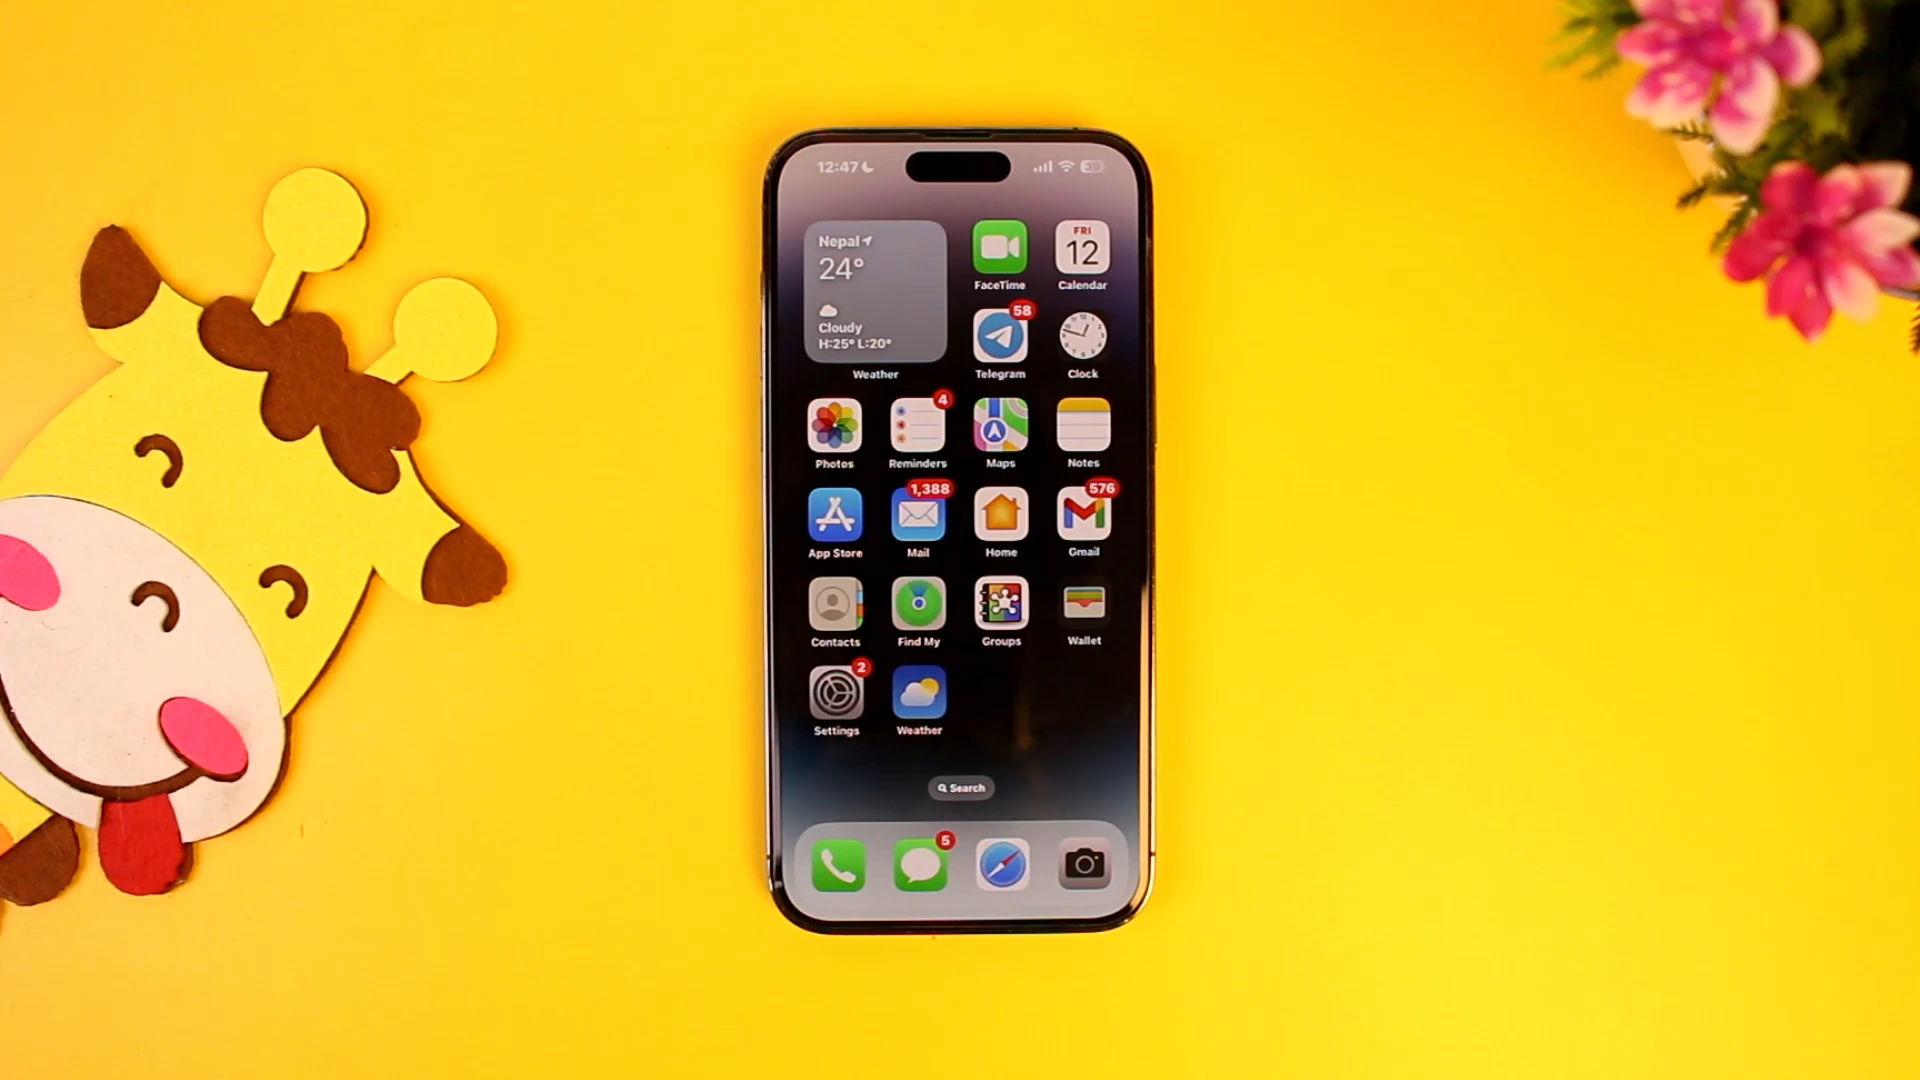 12:47
Nepal
24°
Cloudy
H:25° L:20°
Weather
FaceTime
FRI
12
Calendar
58
Telegram
Clock
Photos
4
Reminders
Maps
Notes
App Store
1,388
Mail
Home
576
Gmail
Contacts
Find My
Groups
Wallet
2
Settings
Weather
Search
5